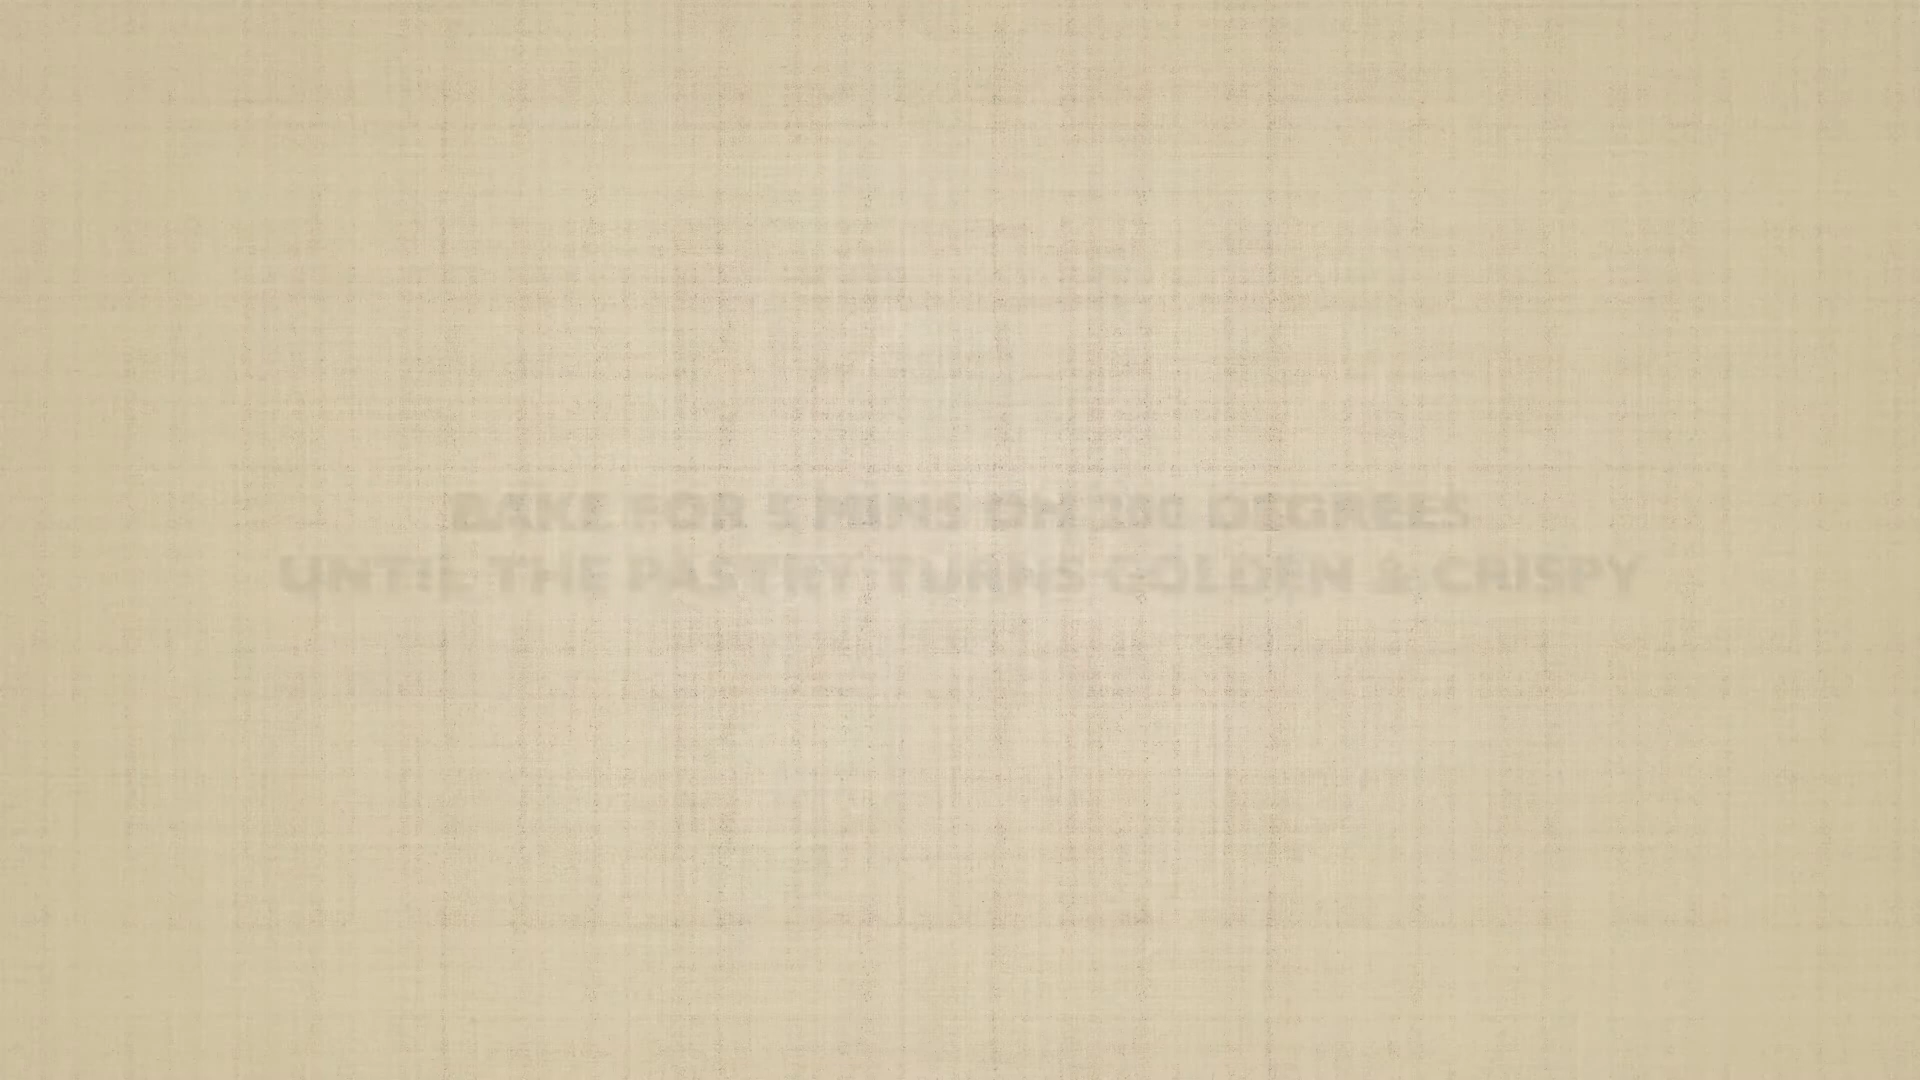 BAKE FOR 5 MINS ON DEGREES
UNTIL THE PASTRY TURNS GOLDEN & CRISPY